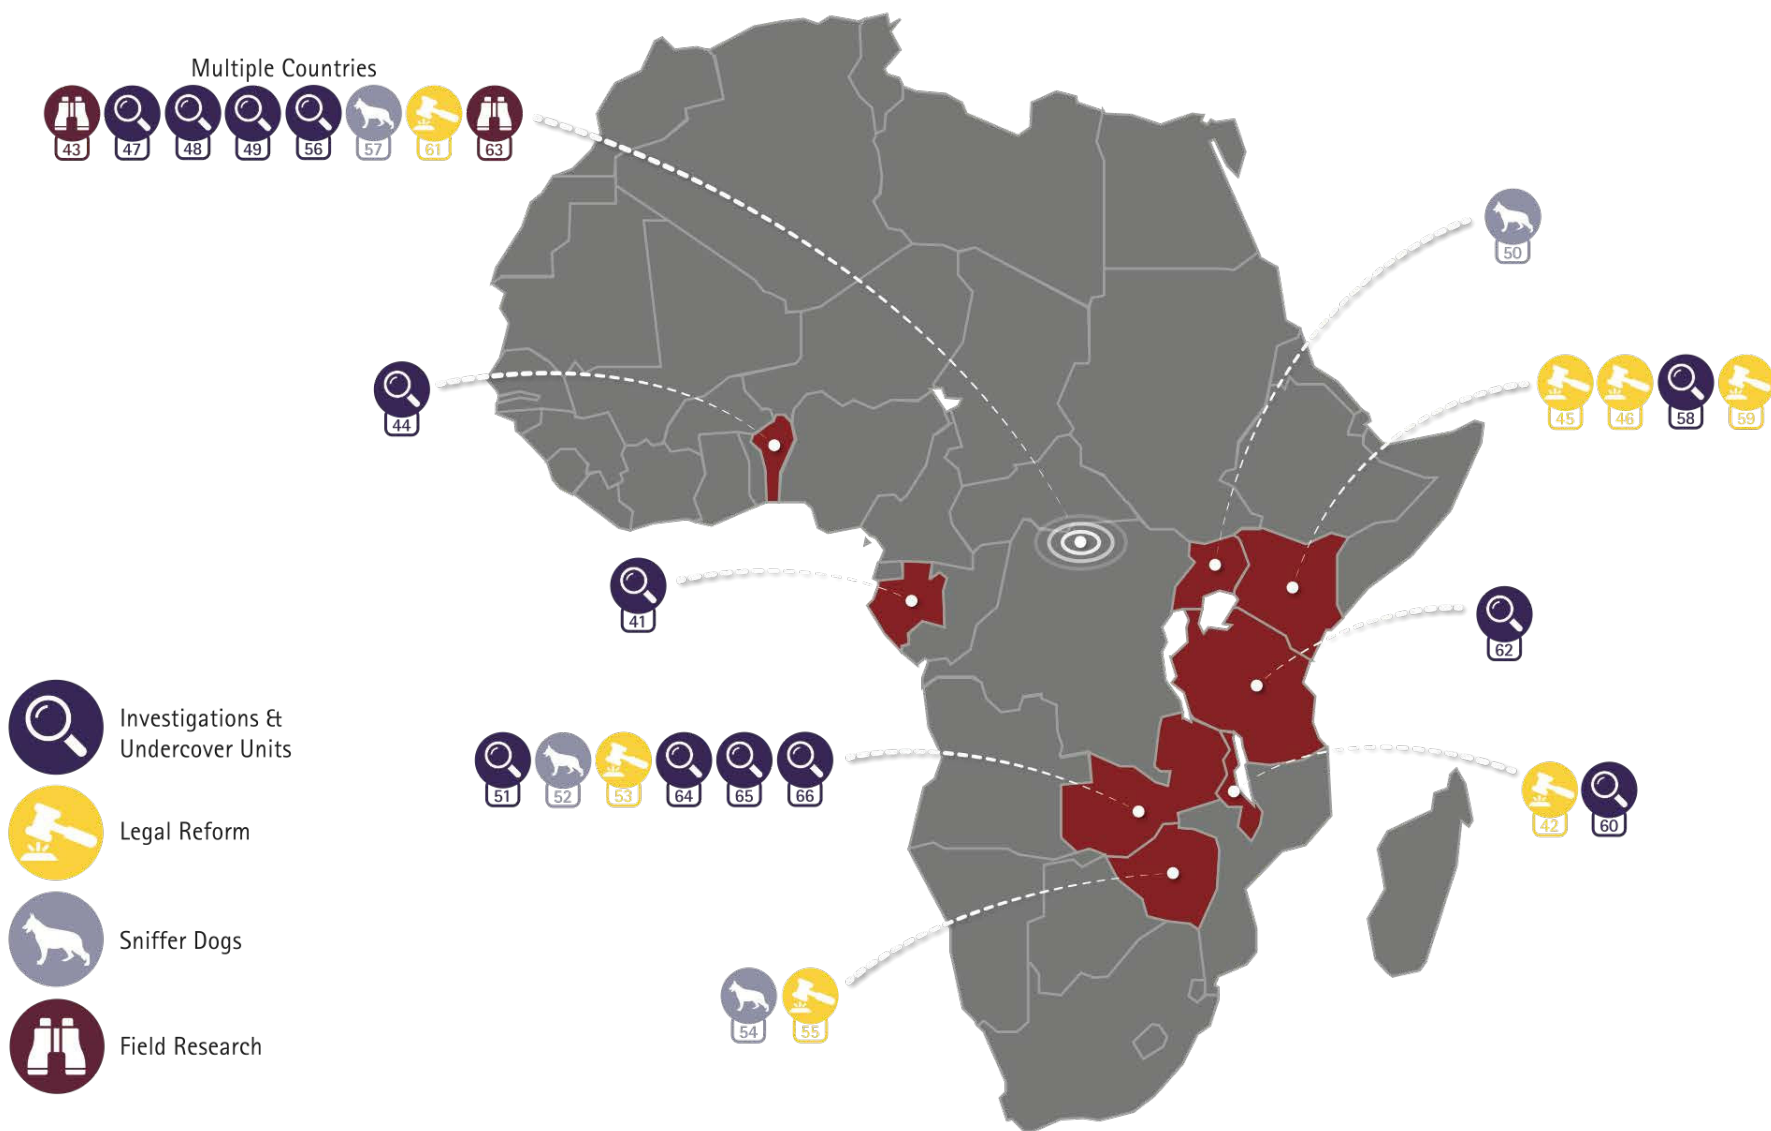 Multiple Countries
43 47 48 49 56 57 61 63
50
44
45 46 58 59
41
62
Investigations &
Undercover Units
51 52 53 64 65 66
42 60
Legal Reform
Sniffer Dogs
54 55
Field Research